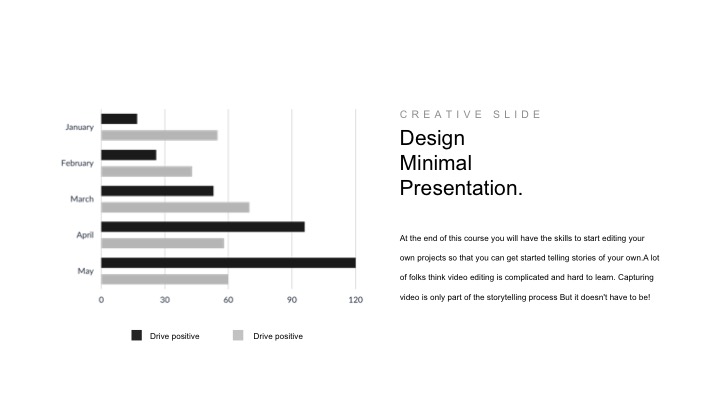 January
February
March
April
May
0 30 60 90 120
Drive positive Drive positive
CREATIVE SLIDE
Design
Minimal
Presentation.
At the end of this course you will have the skills to start editing your
own projects so that you can get started telling stories of your own.A lot
of folks think video editing is complicated and hard to learn. Capturing
video is only part of the storytelling process But it doesn't have to be!